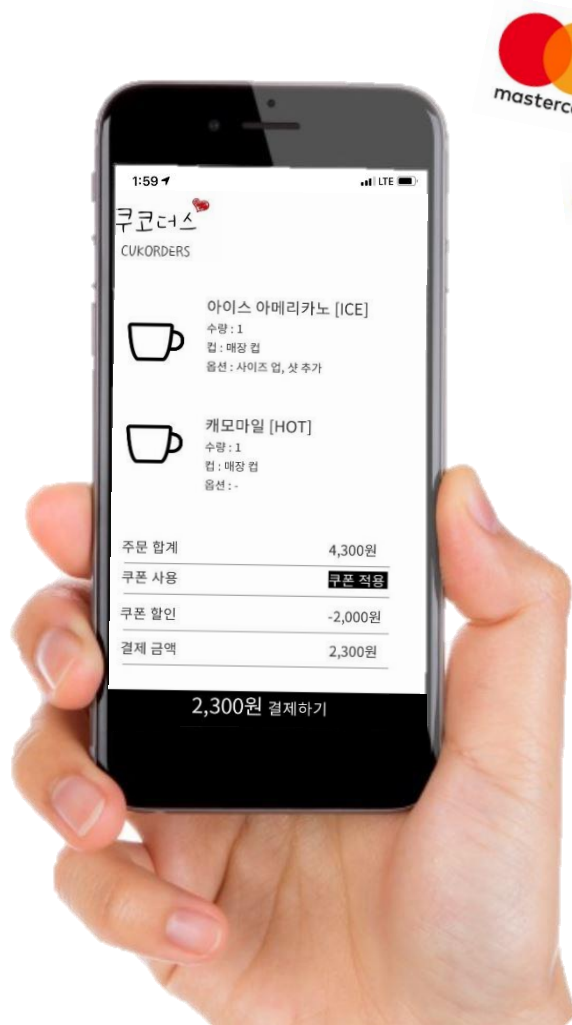 1:59
LTE
쿠코더스
CUKORDERS
아이스 아메리카노 [ICE]
수량 : 1
컵 : 매장 컵
옵션 : 사이즈 업, 샷 추가
캐모마일 [HOT]
수량 : 1
컵 : 매장 컵
옵션 : -
주문 합계 4,300원
쿠폰 사용 쿠폰 적용
쿠폰 할인 -2,000원
결제 금액 2,300원
2,300원 결제하기